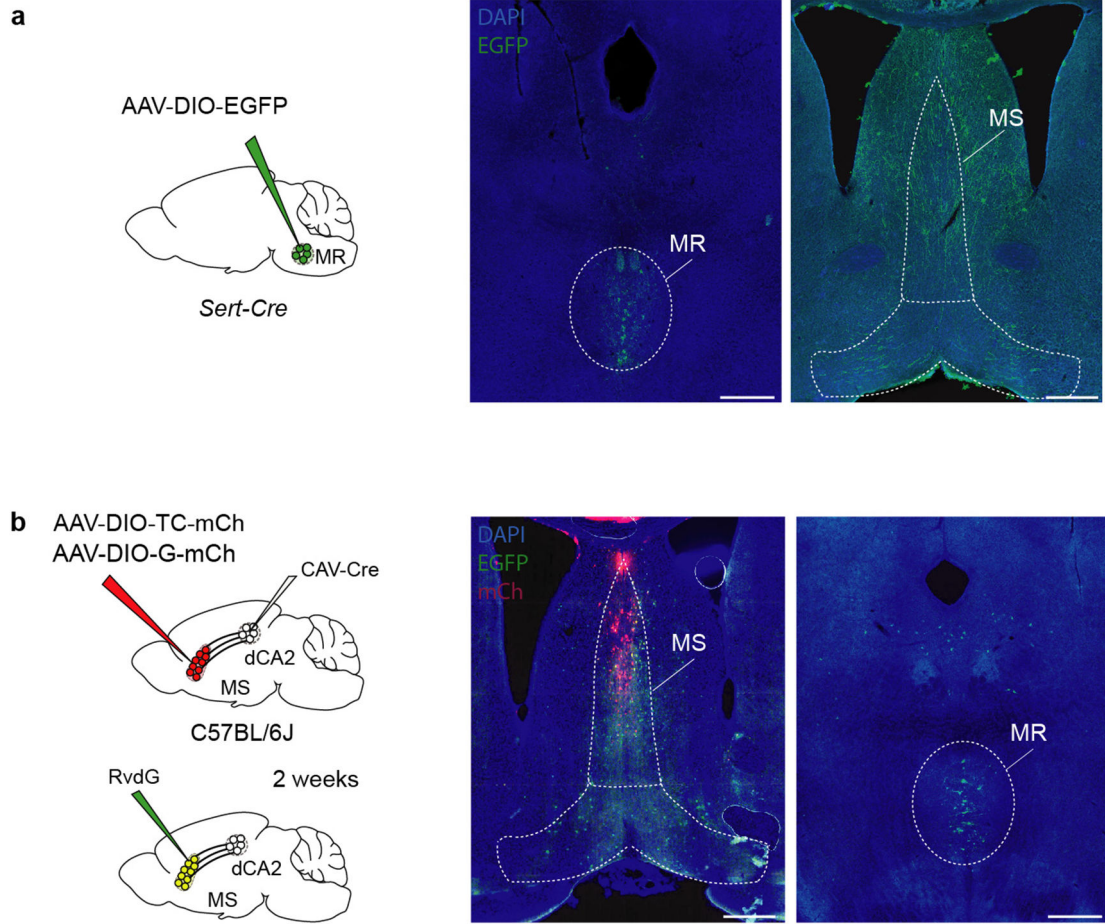 a
AAV-DIO-EGFP
MR
Sert-Cre
DAPI
EGFP
MR
MS
b
AAV-DIO-TC-mCh
AAV-DIO-G-mCh
CAV-Cre
dCA2
MS
C57BL/6J
RvdG
2 weeks
dCA2
MS
DAPI
EGFP
mCh
MS
MR